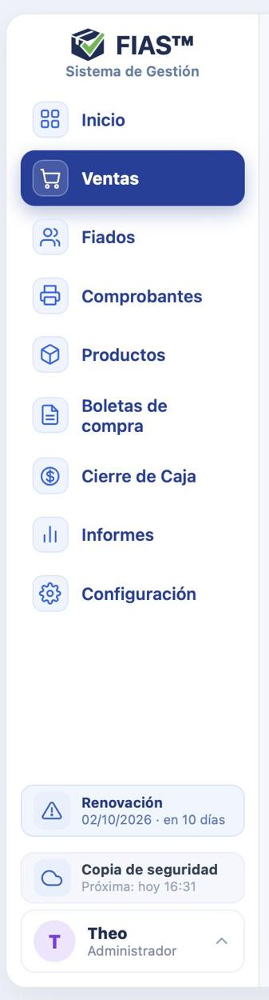 FIAS™
Sistema de Gestión
Inicio
Ventas
Fiados
Comprobantes
Productos
Boletas de
compra
Cierre de Caja
Informes
Configuración
Renovación
02/10/2026 · en 10 días
Copia de seguridad
Próxima: hoy 16:31
T
Theo
Administrador